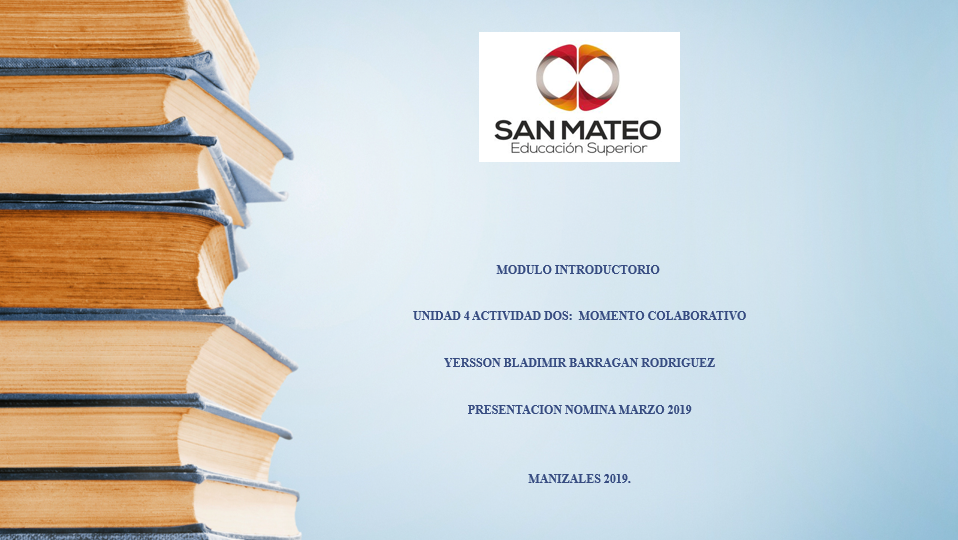 SAN MATEO
Educación Superior
MODULO INTRODUCTORIO
UNIDAD 4 ACTIVIDAD DOS: MOMENTO COLABORATIVO
YERSSON BLADIMIR BARRAGAN RODRIGUEZ
PRESENTACION NOMINA MARZO 2019
MANIZALES 2019.